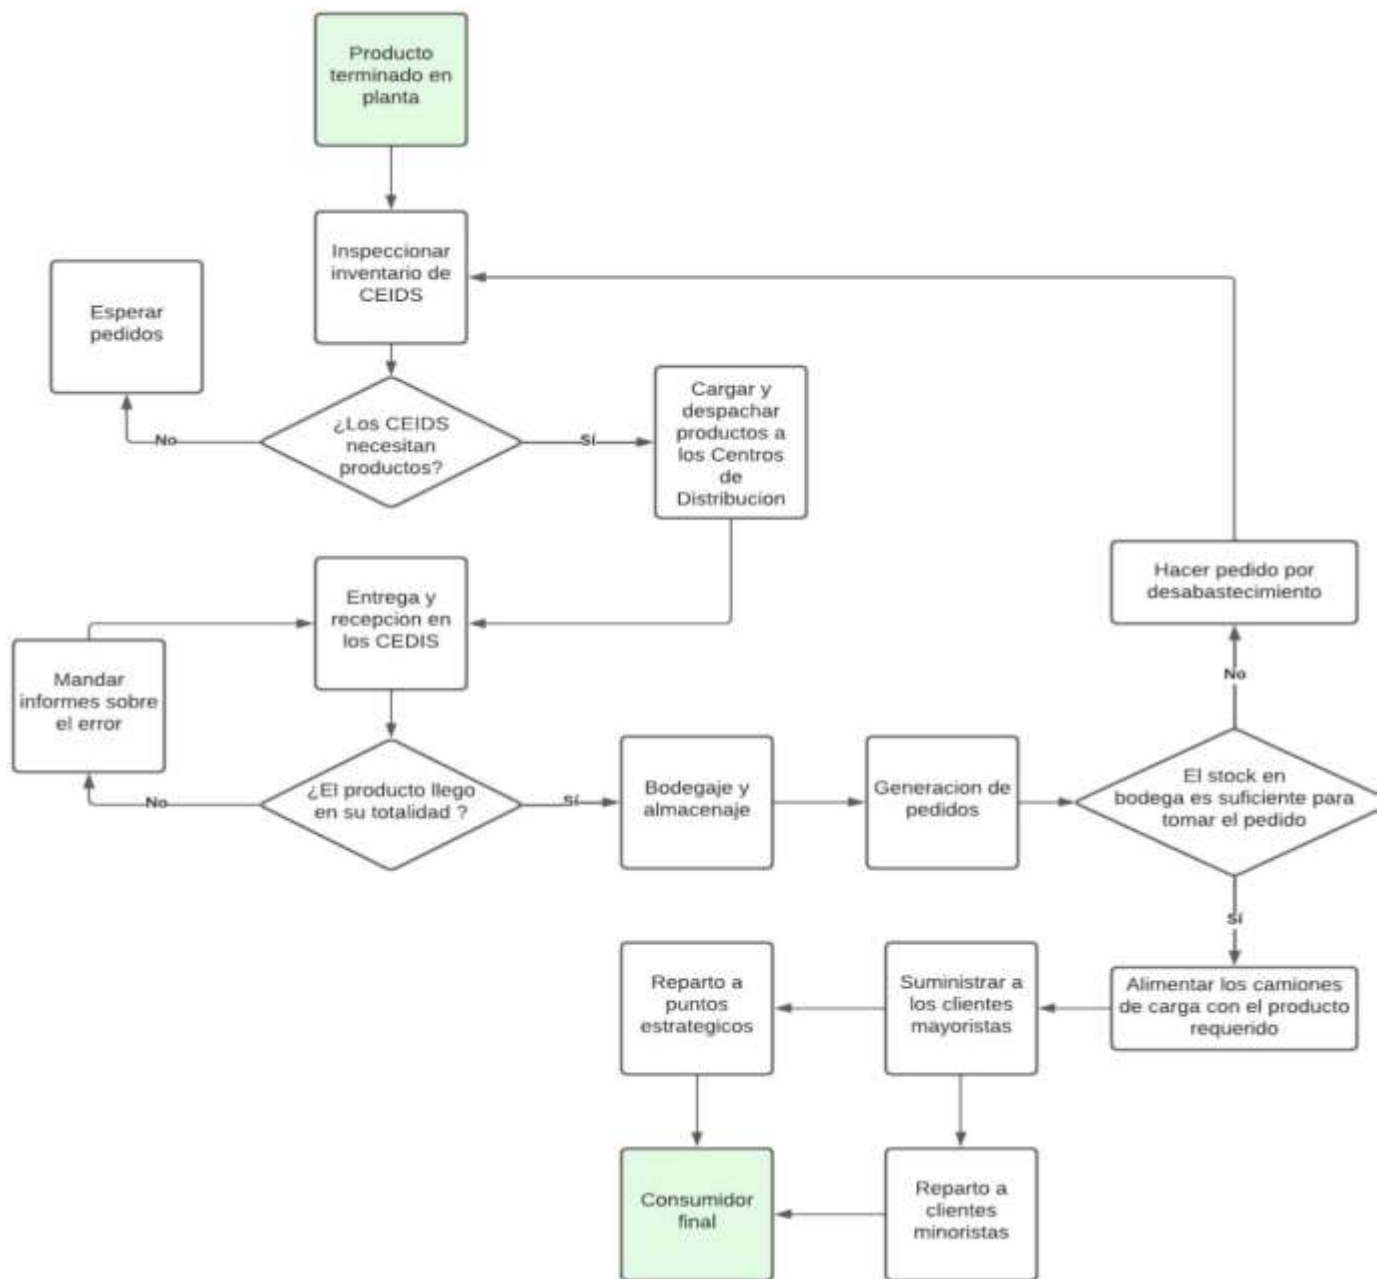 Producto
terminado en
planta
Inspeccionar
inventario de
CEIDS
Esperar
pedidos
¿Los CEIDS
necesitan
productos?
No
Sí
Cargar y
despachar
productos a
los Centros
de
Distribucion
Entrega y
recepcion en
los CEDIS
Hacer pedido por
desabastecimiento
Mandar
informes sobre
el error
No
¿El producto llego
en su totalidad ?
No
Sí
Bodegaje y
almacenaje
Generacion de
pedidos
El stock en
bodega es suficiente para
tomar el pedido
Sí
Reparto a
puntos
estrategicos
Suministrar a
los clientes
mayoristas
Alimentar los camiones
de carga con el producto
requerido
Consumidor
final
Reparto a
clientes
minoristas